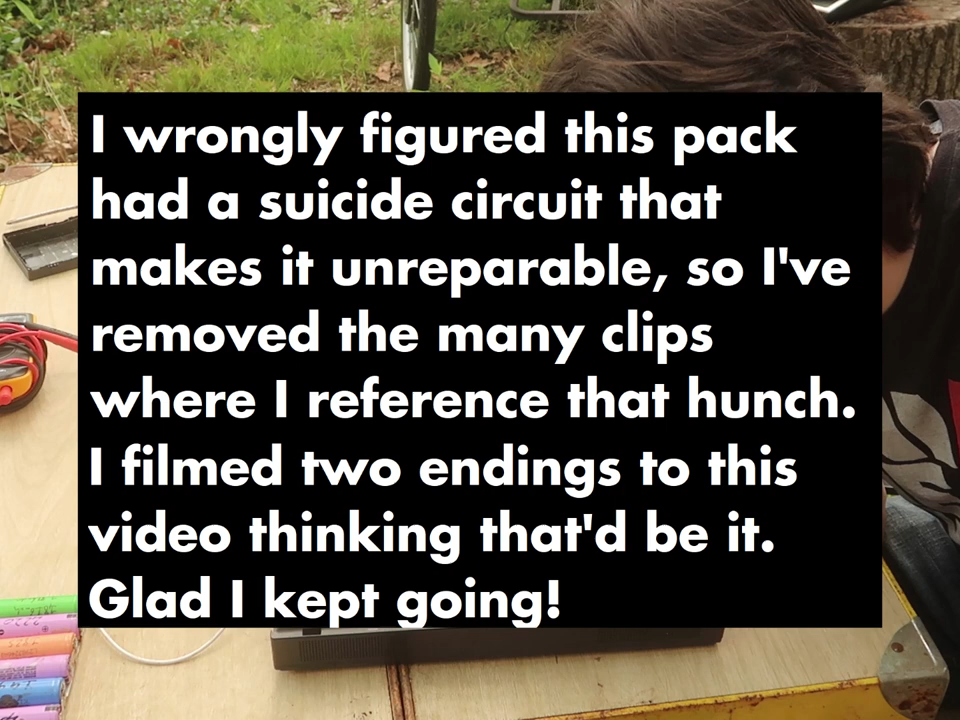 I wrongly figured this pack
had a suicide circuit that
makes it unreparable, so I've
removed the many clips
where I reference that hunch.
I filmed two endings to this
video thinking that'd be it.
Glad I kept going!